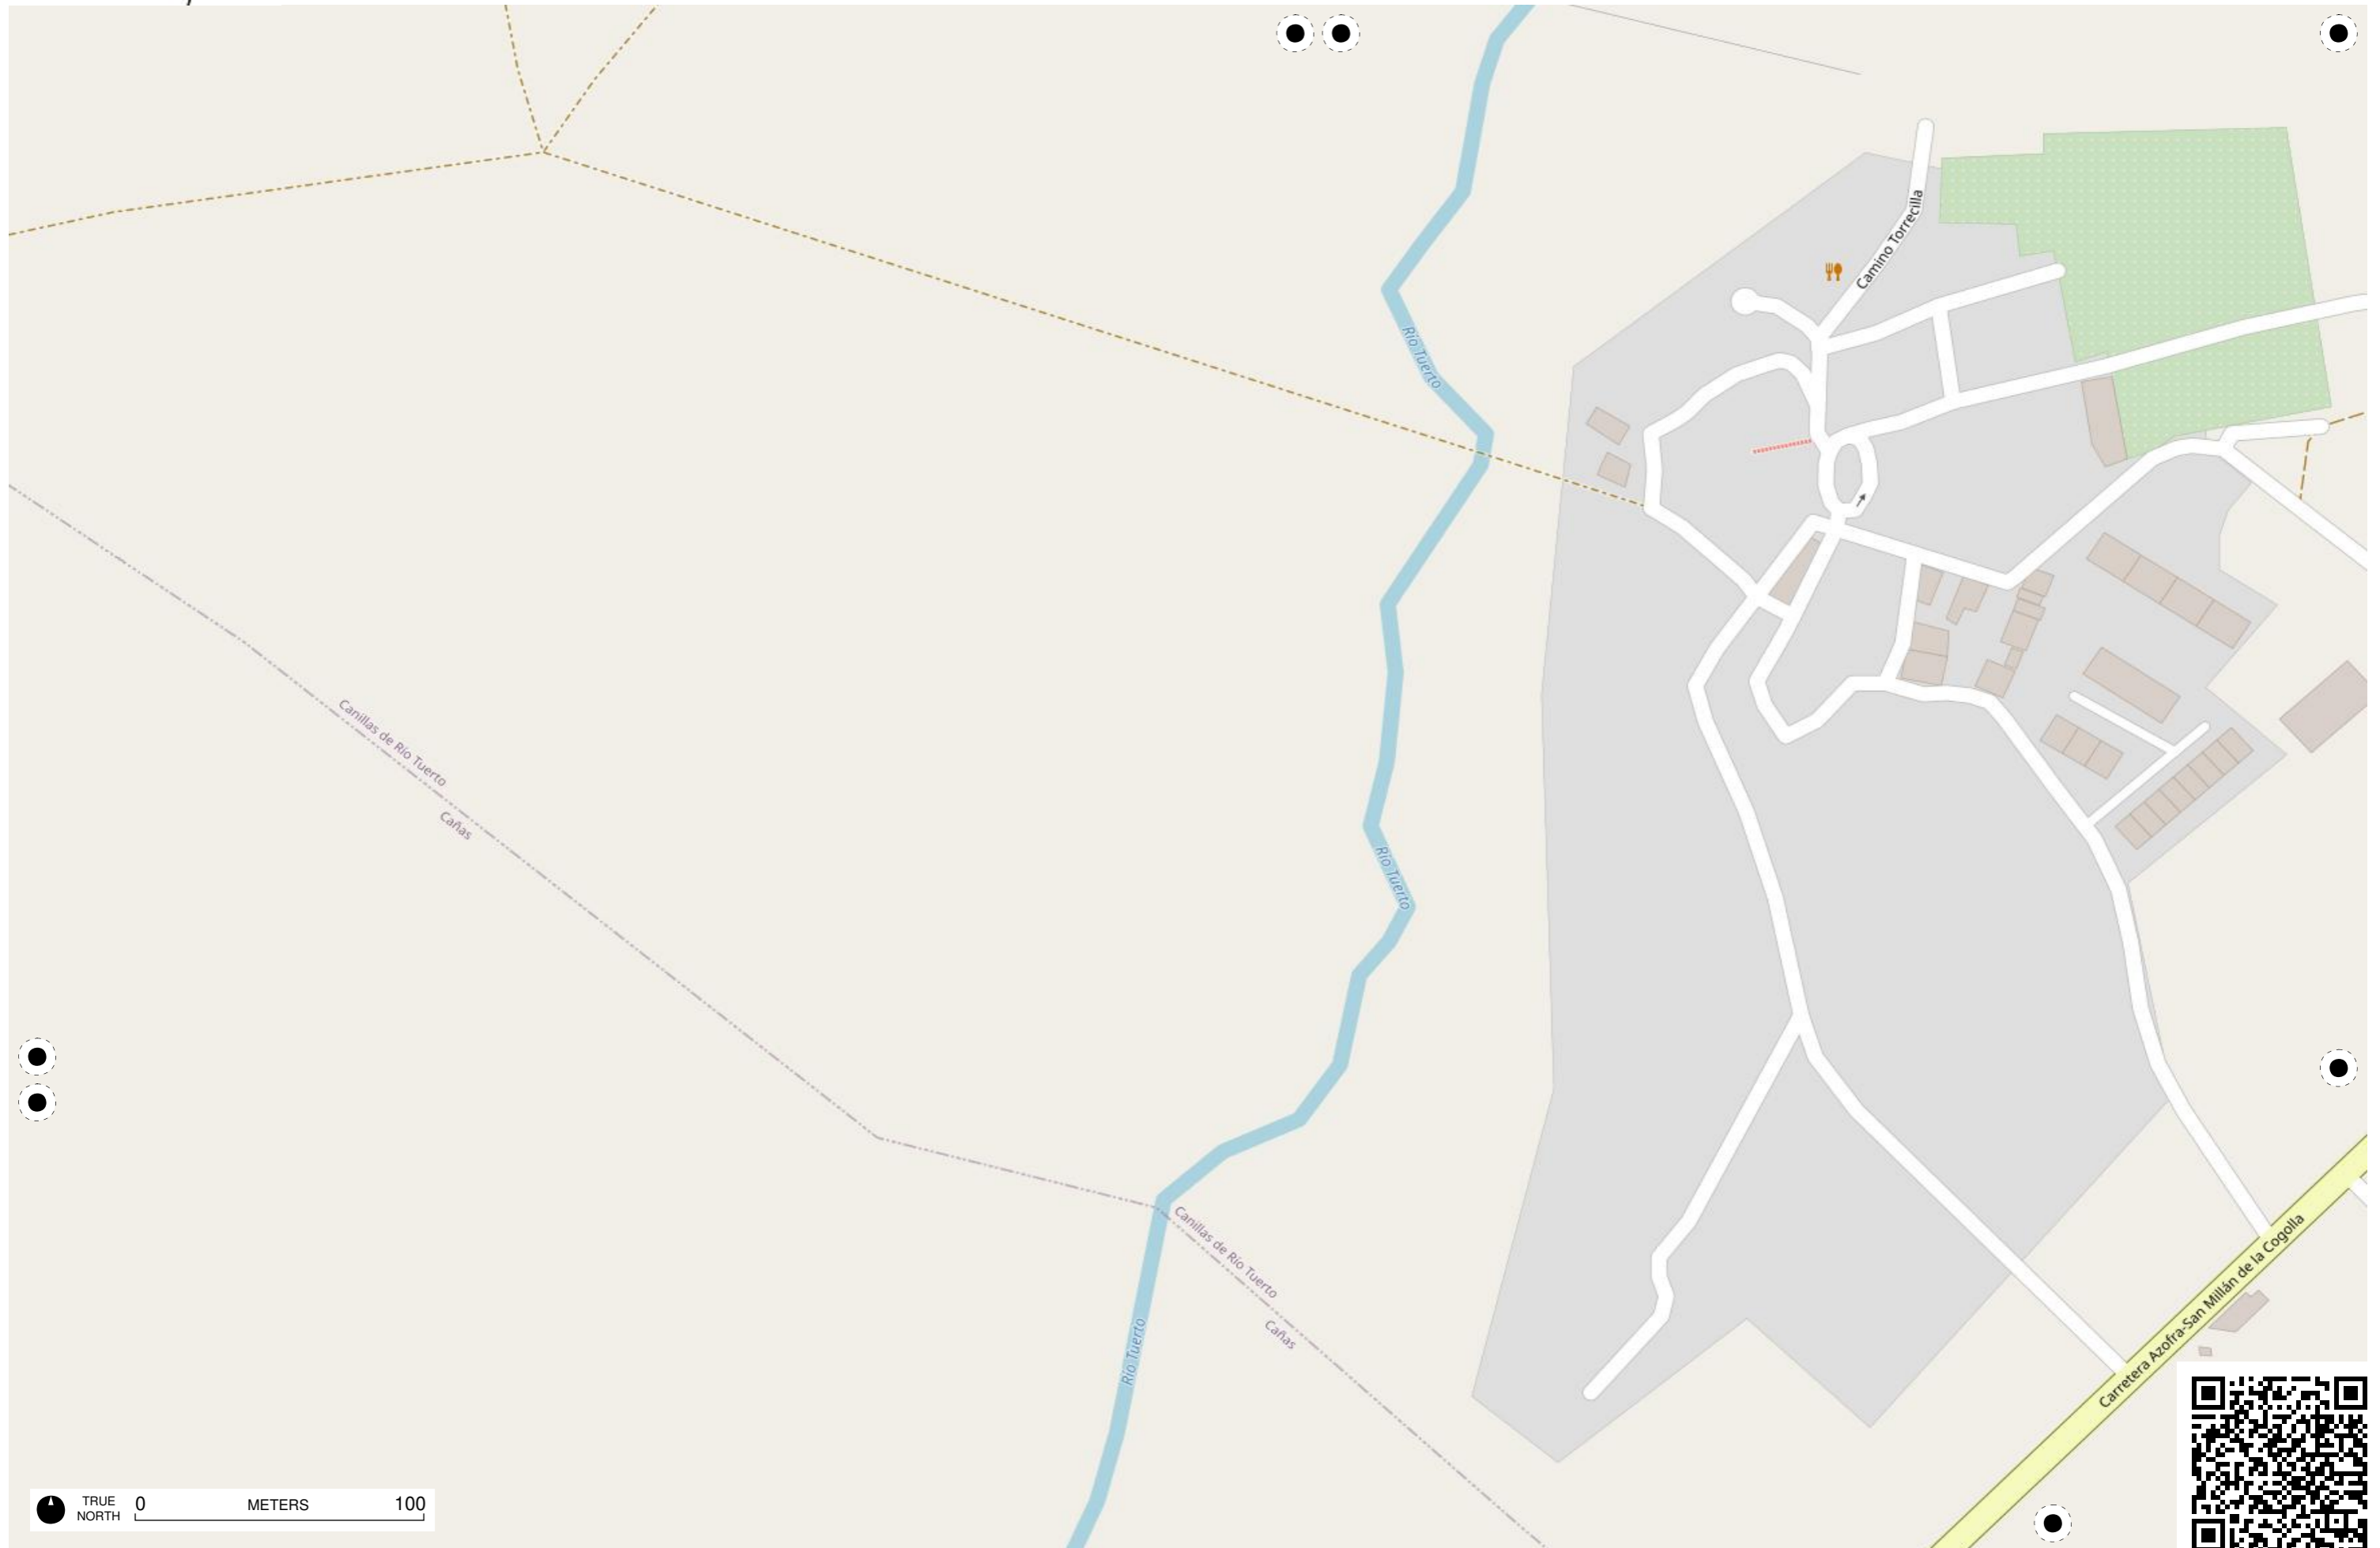 Camino Torrecilla
Río Tuerto
Canillas de Río Tuerto
Cañas
Río Tuerto
Canillas de Río Tuerto
Cañas
Río Tuerto
Carretera Azofra-San Millán de la Cogolla
TRUE NORTH
0 METERS 100